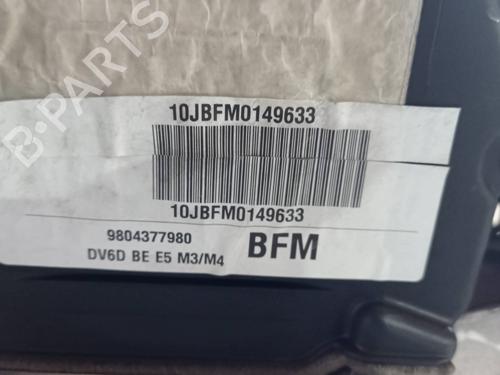 10JBFM0149633
10JBFM0149633
9804377980
BFM
DV6D BE E5 M3/M4
B-PARTS